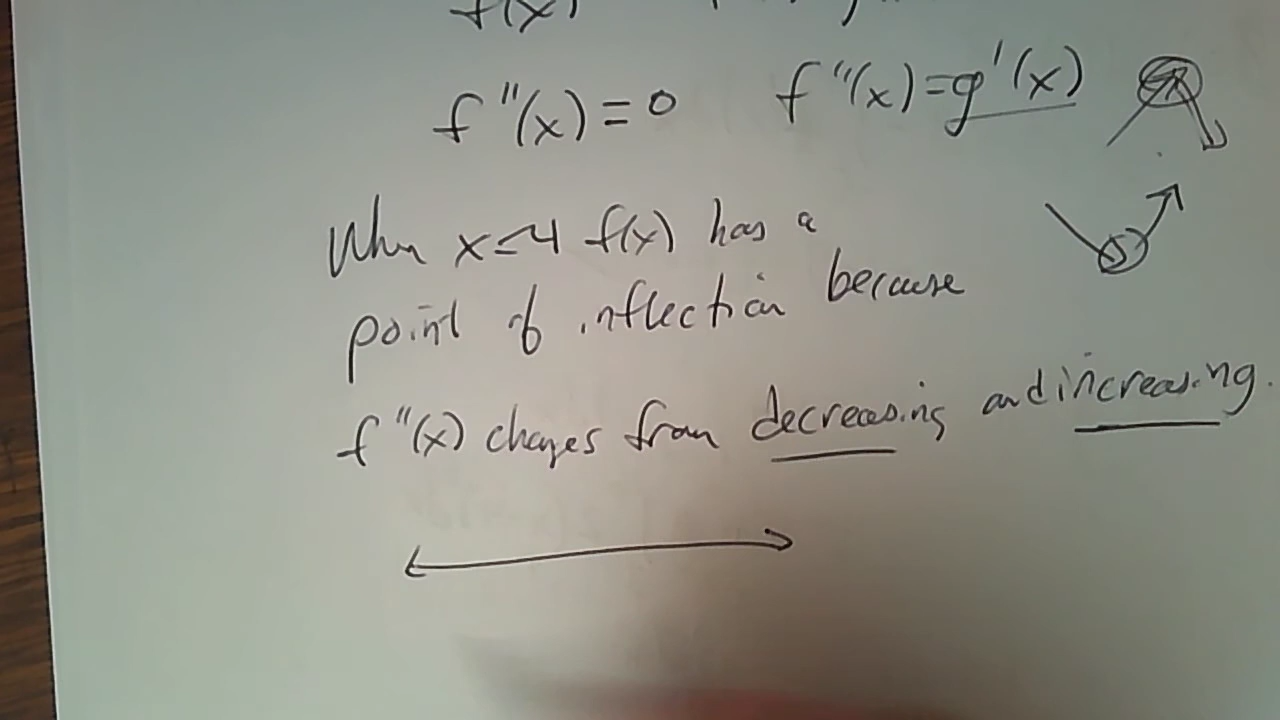 f(x)
f"(x)=0 f"(x)=g'(x)
When x=4 f(x) has a
point of inflection because
f"(x) changes from decreasing and increasing.